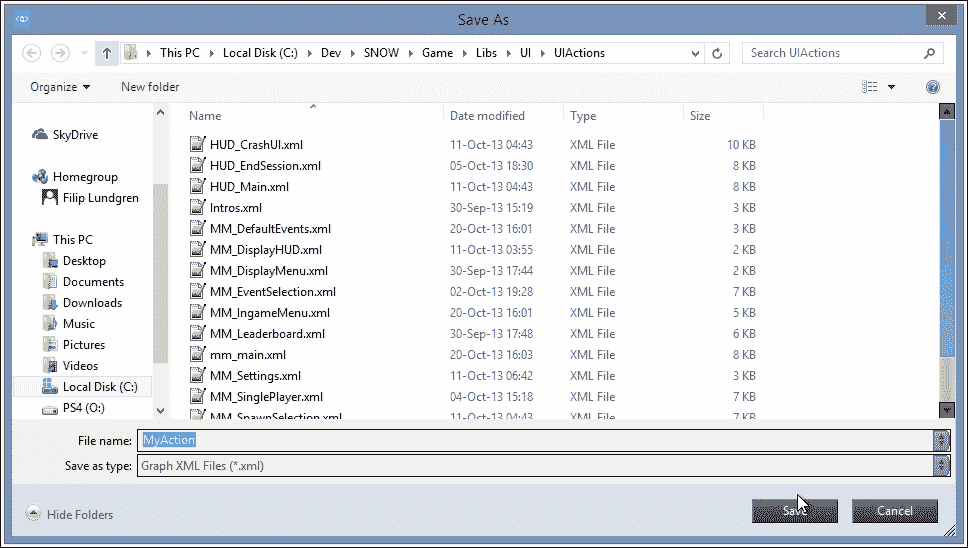 Save As
This PC Local Disk (C:) Dev SNOW Game Libs UI UIActions
Search UIActions
Organize New folder
Name Date modified Type Size
SkyDrive
Homegroup
Filip Lundgren
This PC
Desktop
Documents
Downloads
Music
Pictures
Videos
Local Disk (C:)
PS4 (O:)
HUD_CrashUI.xml 11-Oct-13 04:43 XML File 10 KB
HUD_EndSession.xml 05-Oct-13 18:30 XML File 8 KB
HUD_Main.xml 11-Oct-13 04:43 XML File 8 KB
Intros.xml 30-Sep-13 15:19 XML File 3 KB
MM_DefaultEvents.xml 20-Oct-13 16:01 XML File 3 KB
MM_DisplayHUD.xml 11-Oct-13 03:55 XML File 2 KB
MM_DisplayMenu.xml 30-Sep-13 17:44 XML File 2 KB
MM_EventSelection.xml 02-Oct-13 19:28 XML File 7 KB
MM_IngameMenu.xml 20-Oct-13 16:01 XML File 5 KB
MM_Leaderboard.xml 30-Sep-13 17:48 XML File 6 KB
mm_main.xml 20-Oct-13 16:03 XML File 8 KB
MM_Settings.xml 11-Oct-13 06:42 XML File 3 KB
MM_SinglePlayer.xml 04-Oct-13 15:18 XML File 7 KB
MM_SpawnSelection.xml 11-Oct-13 04:43 XML File 7 KB
File name: MyAction
Save as type: Graph XML Files (*.xml)
Hide Folders
Save Cancel